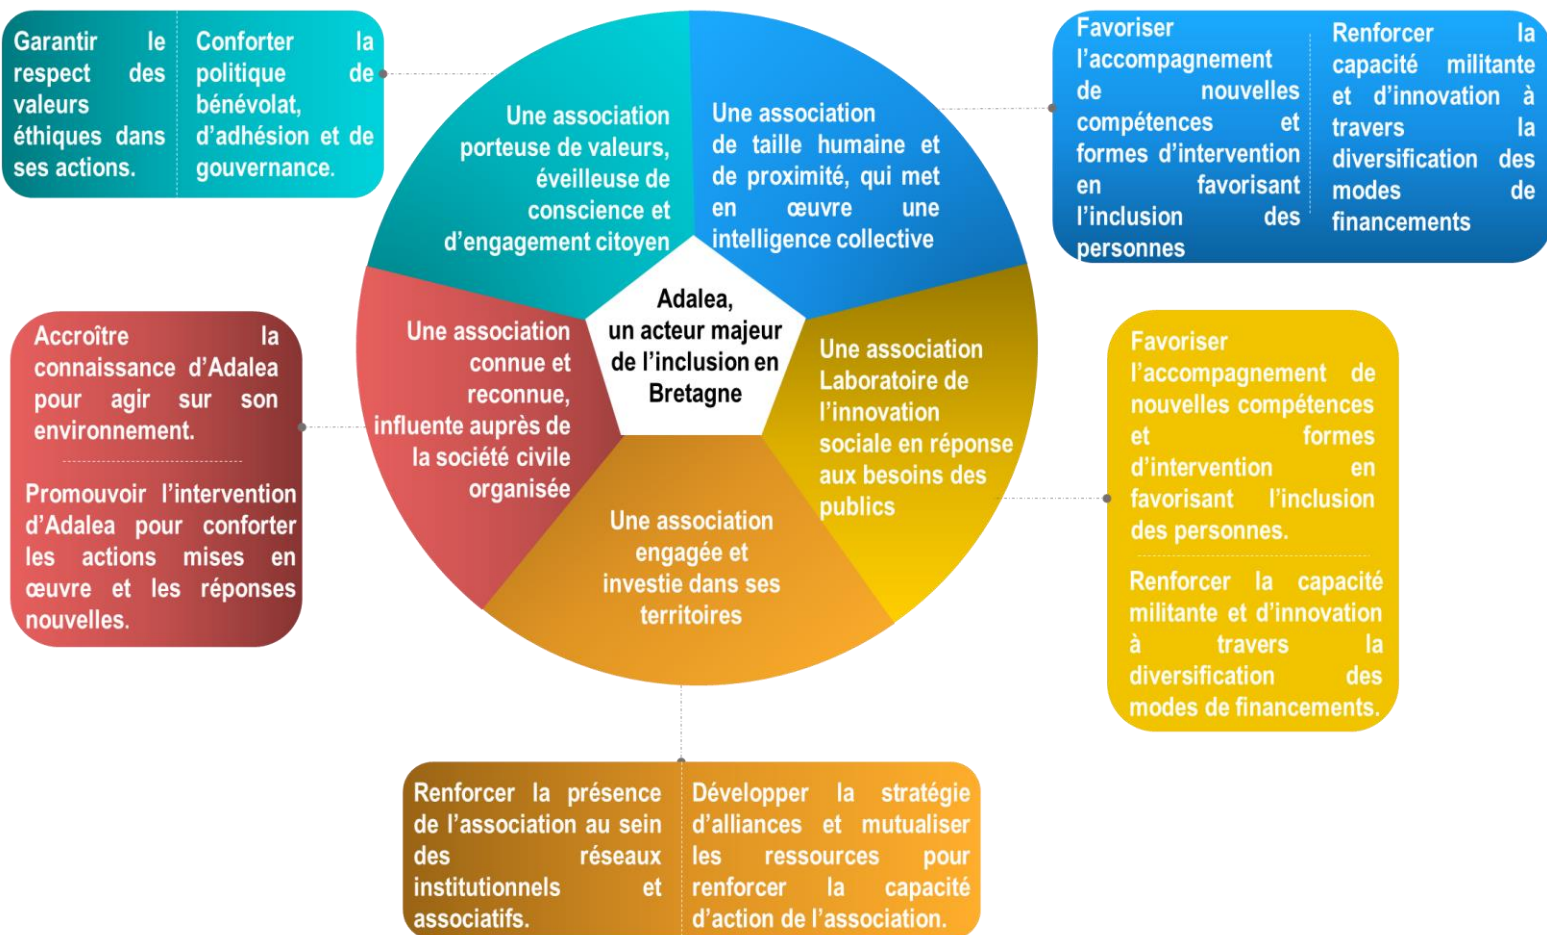 Garantir le
respect des
valeurs
éthiques dans
ses actions.
Conforter la
politique de
bénévolat,
d’adhésion et de
gouvernance.
Une association
porteuse de valeurs,
éveilleuse de
conscience et
d’engagement citoyen
Une association
de taille humaine et
de proximité, qui met
en œuvre une
intelligence collective
Favoriser
l’accompagnement
de nouvelles
compétences et
formes d’intervention
en favorisant
l’inclusion des
personnes
Renforcer la
capacité militante
et d’innovation à
travers la
diversification des
modes de
financements
Adalea,
un acteur majeur
de l’inclusion en
Bretagne
Accroître la
connaissance d’Adalea
pour agir sur son
environnement.
Promouvoir l’intervention
d’Adalea pour conforter
les actions mises en
œuvre et les réponses
nouvelles.
Une association
connue et
reconnue,
influente auprès de
la société civile
organisée
Une association
Laboratoire de
l’innovation
sociale en réponse
aux besoins des
publics
Favoriser
l’accompagnement de
nouvelles compétences
et formes
d’intervention en
favorisant l’inclusion
des personnes.
Renforcer la capacité
militante et d’innovation
à travers la
diversification des
modes de financements.
Une association
engagée et
investie dans ses
territoires
Renforcer la présence
de l’association au sein
des réseaux
institutionnels et
associatifs.
Développer la stratégie
d’alliances et mutualiser
les ressources pour
renforcer la capacité
d’action de l’association.